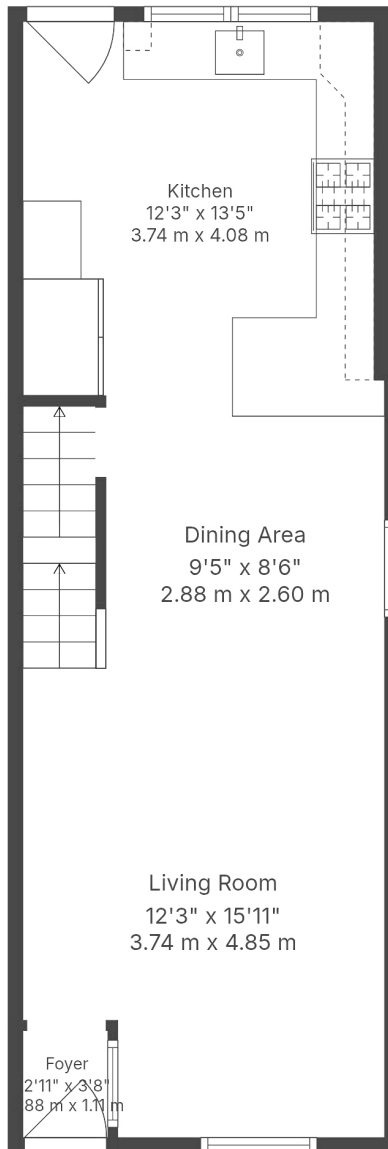 Kitchen
12'3" x 13'5"
3.74 m x 4.08 m
Dining Area
9'5" x 8'6"
2.88 m x 2.60 m
Living Room
12'3" x 15'11"
3.74 m x 4.85 m
Foyer
2'11" x 3'8"
88 m x 1.11 m